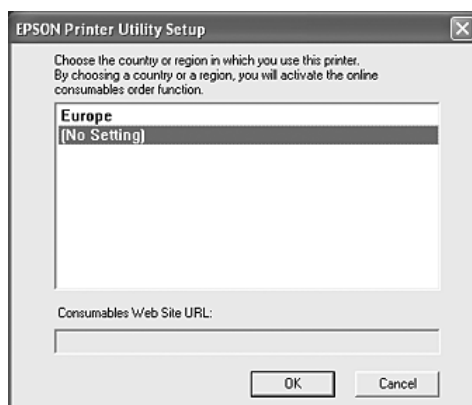 EPSON Printer Utility Setup
Choose the country or region in which you use this printer.
By choosing a country or a region, you will activate the online
consumables order function.
Europe
(No Setting)
Consumables Web Site URL:
OK
Cancel